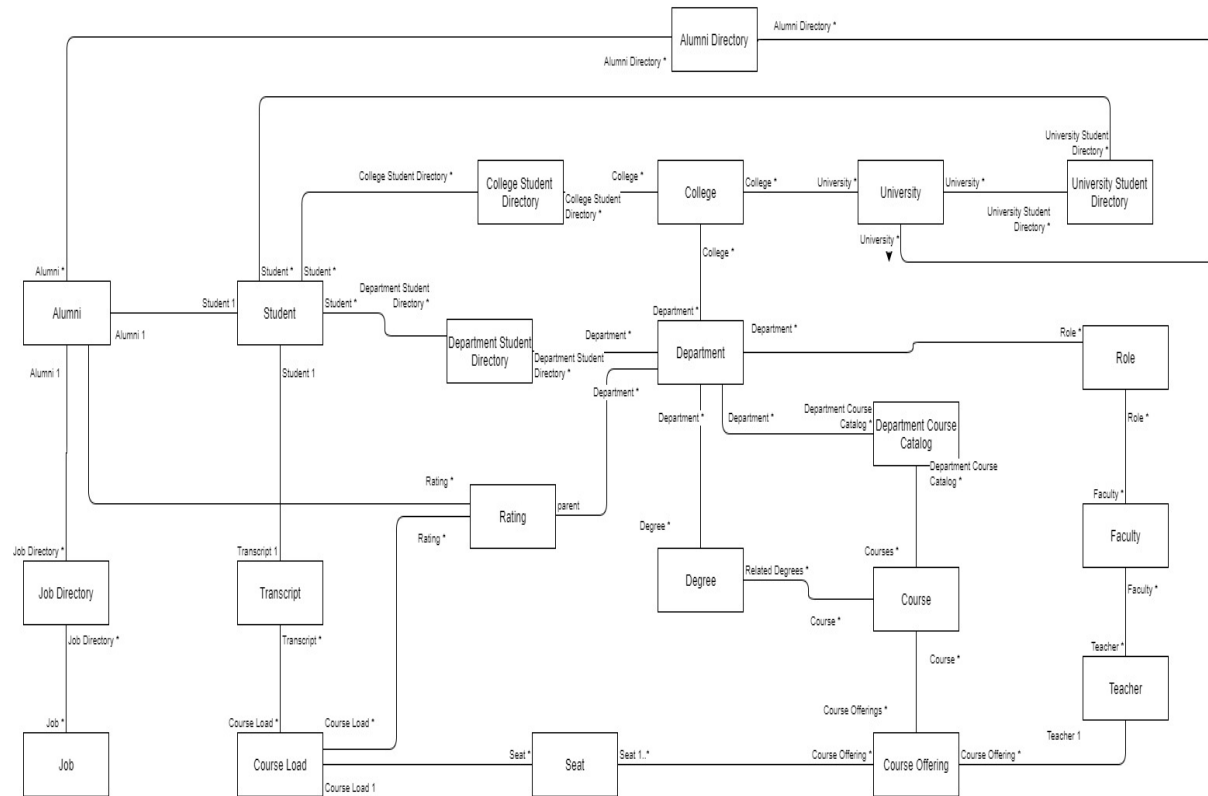 Alumni Directory *
Alumni Directory
Alumni Directory *
University Student
Directory *
College Student Directory *
College Student
Directory
College *
College Student
Directory *
College
College *
University *
University
University *
University Student
Directory *
University Student
Directory
University *
College *
Alumni *
Student *
Student *
Department Student
Directory *
Alumni
Student 1
Student
Student *
Alumni 1
Department Student
Directory
Department *
Department Student
Directory *
Department *
Department
Department *
Department *
Role *
Role
Alumni 1
Student 1
Department *
Department *
Department Course
Catalog *
Department Course
Catalog
Department Course
Catalog *
Role *
Rating *
Rating
parent
Rating *
Faculty *
Faculty
Degree *
Courses *
Job Directory *
Transcript 1
Job Directory
Transcript
Degree
Related Degrees *
Course *
Course
Faculty *
Job Directory *
Transcript *
Course *
Teacher *
Teacher
Job *
Course Load *
Course Load *
Course Offerings *
Teacher 1
Job
Course Load
Seat *
Seat
Seat 1..*
Course Offering *
Course Offering
Course Offering *
Course Load 1